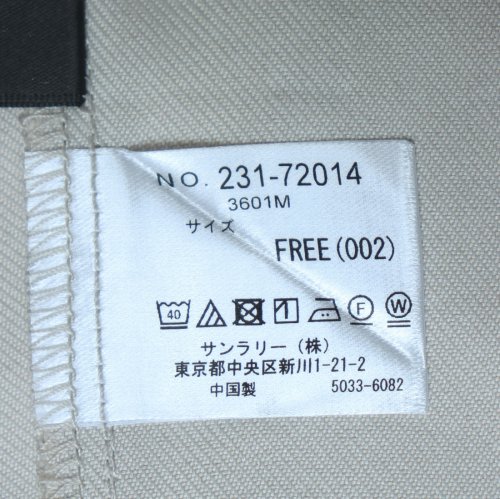 NO. 231-72014
3601M
サイズ
FREE(002)
40 F W
サンラリー（株）
東京都中央区新川1-21-2
中国製 5033-6082